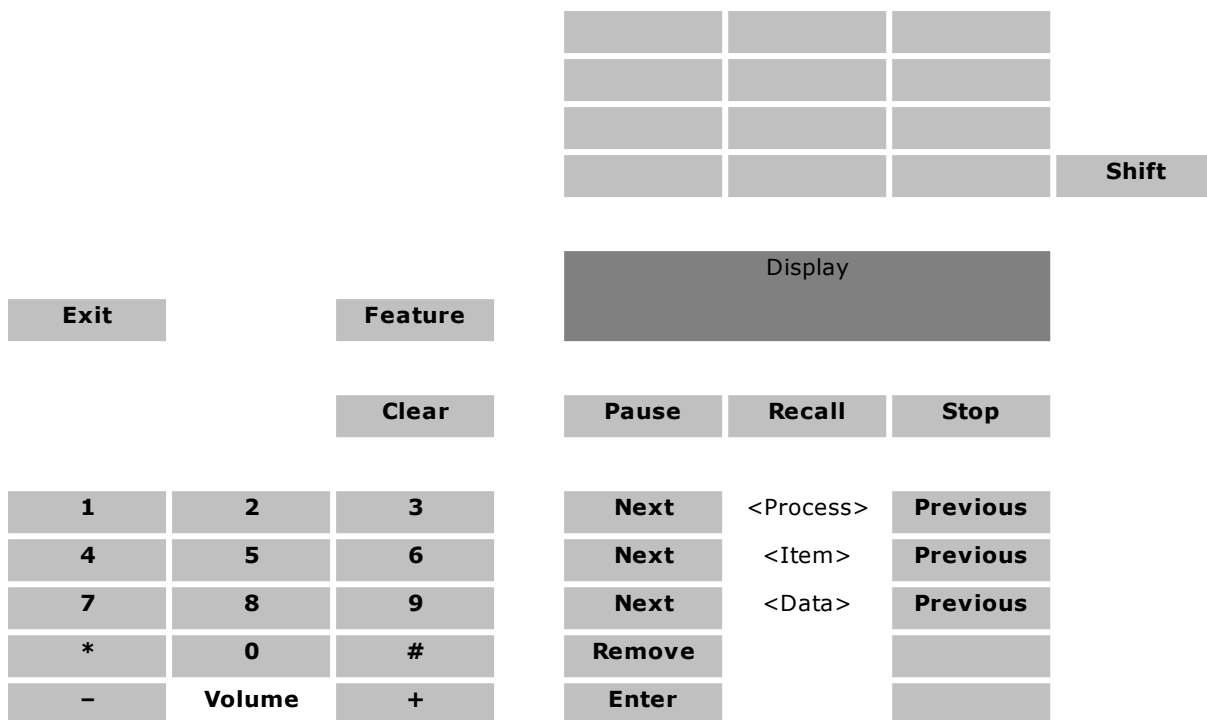 Shift
Display
Exit Feature
Clear Pause Recall Stop
1 2 3 Next <Process> Previous
4 5 6 Next <Item> Previous
7 8 9 Next <Data> Previous
* 0 # Remove
– Volume + Enter